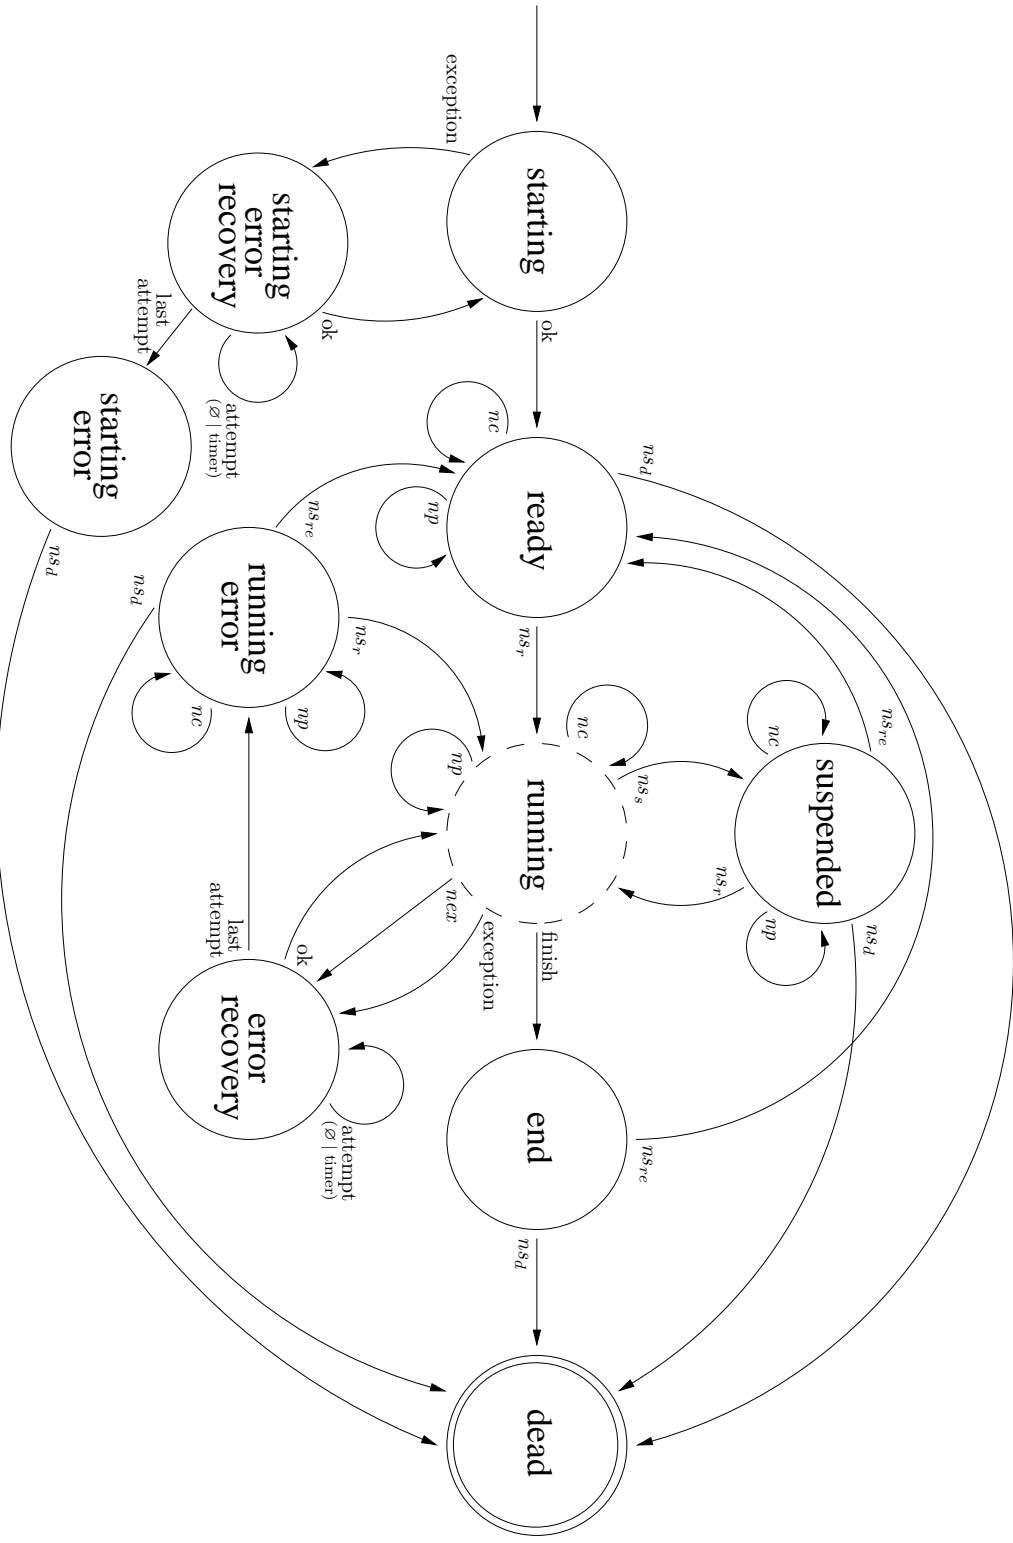 starting
exception
ok
starting
error
recovery
ok
attempt
(∅ | timer)
last
attempt
starting
error
ns_d
ready
nc
np
ns_d
ns_r
running
error
ns_re
ns_r
np
nc
ns_d
suspended
ns_re
nc
np
ns_d
ns_r
running
nc
np
ns_s
nex
exception
finish
error
recovery
ok
last
attempt
attempt
(∅ | timer)
end
ns_re
ns_d
dead